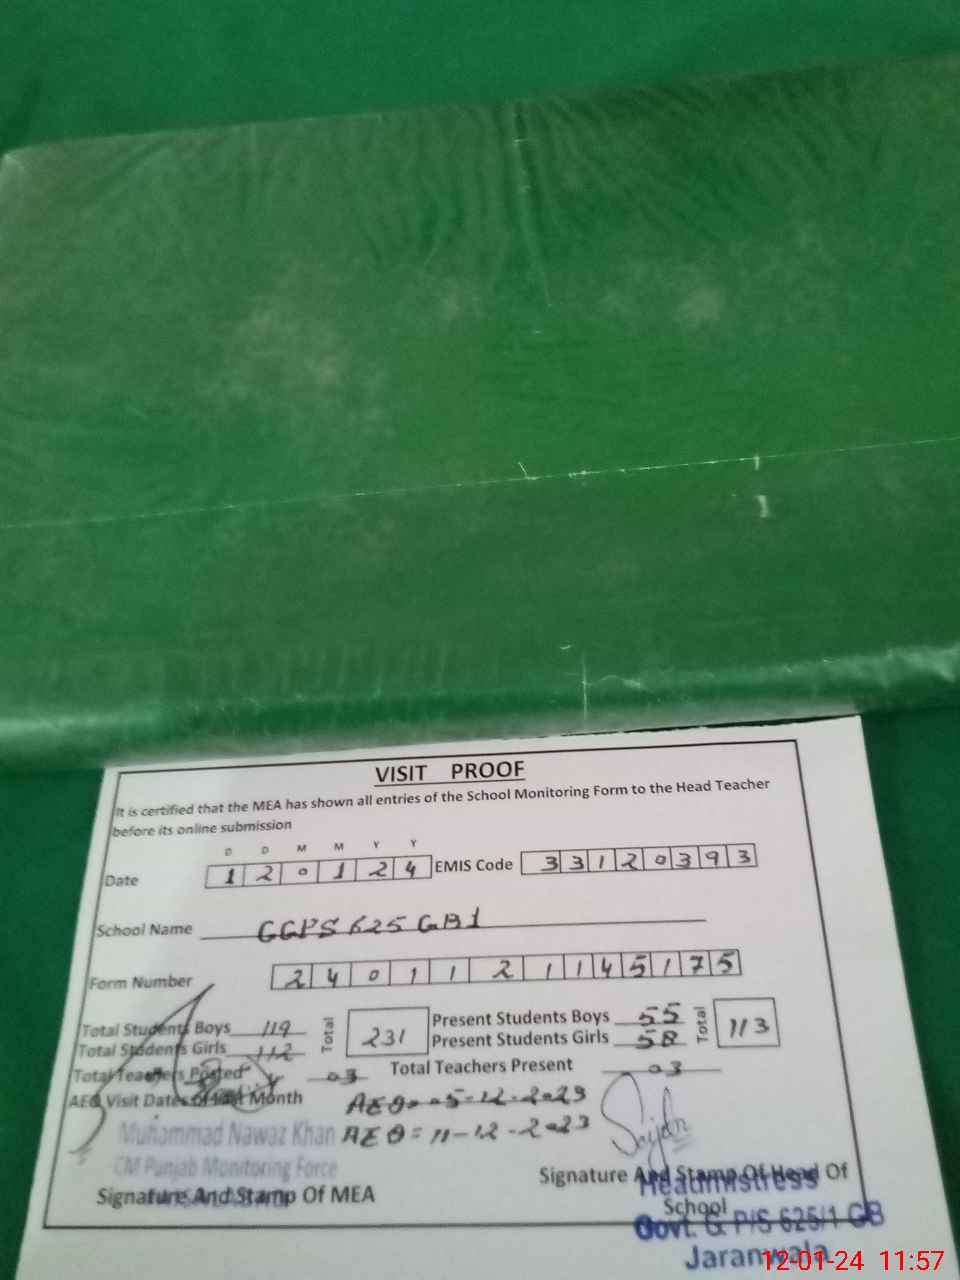 VISIT PROOF
It is certified that the MEA has shown all entries of the School Monitoring Form to the Head Teacher
before its online submission
D D M M Y Y
Date 1 2 0 1 2 4 EMIS Code 3 3 1 2 0 3 9 3
School Name GGPS 625 GB1
Form Number 2 4 0 1 1 2 1 1 4 5 1 7 5
Total Students Boys 119 Total 231 Present Students Boys 55 Total 113
Total Students Girls 112 Present Students Girls 58
Total Teachers Posted 03 Total Teachers Present 03
AEO Visit Dates Of Last Month AEO = 05-12-2023
AEO = 11-12-2023
Muhammad Nawaz Khan
CM Punjab Monitoring Force
Signature And Stamp Of MEA
Signature And Stamp Of Head Of
School
Headmistress
Govt. G P/S 625/1 GB
Jaranwala
12-01-24 11:57